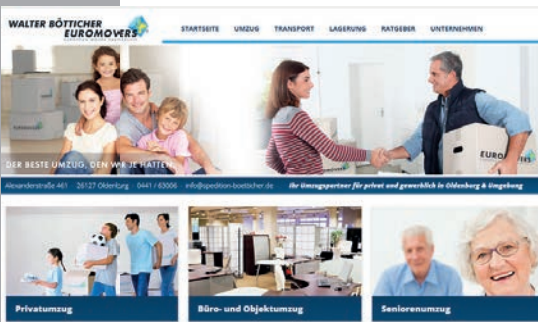 WALTER BÖTTICHER
EUROMOVERS
STARTSEITE UMZUG TRANSPORT LAGERUNG RATGEBER UNTERNEHMEN
EUROMOVERS
DER BESTE UMZUG, DEN WIR JE HATTEN.
Alexanderstraße 461 26127 Oldenburg 0441 / 63006 info@spedition-boetticher.de Ihr Umzugspartner für privat und gewerblich in Oldenburg & Umgebung
Privatumzug
Büro- und Objektumzug
Seniorenumzug